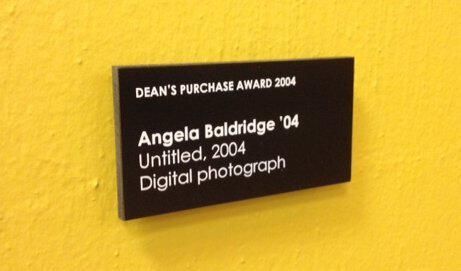 DEAN'S PURCHASE AWARD 2004
Angela Baldridge '04
Untitled, 2004
Digital photograph